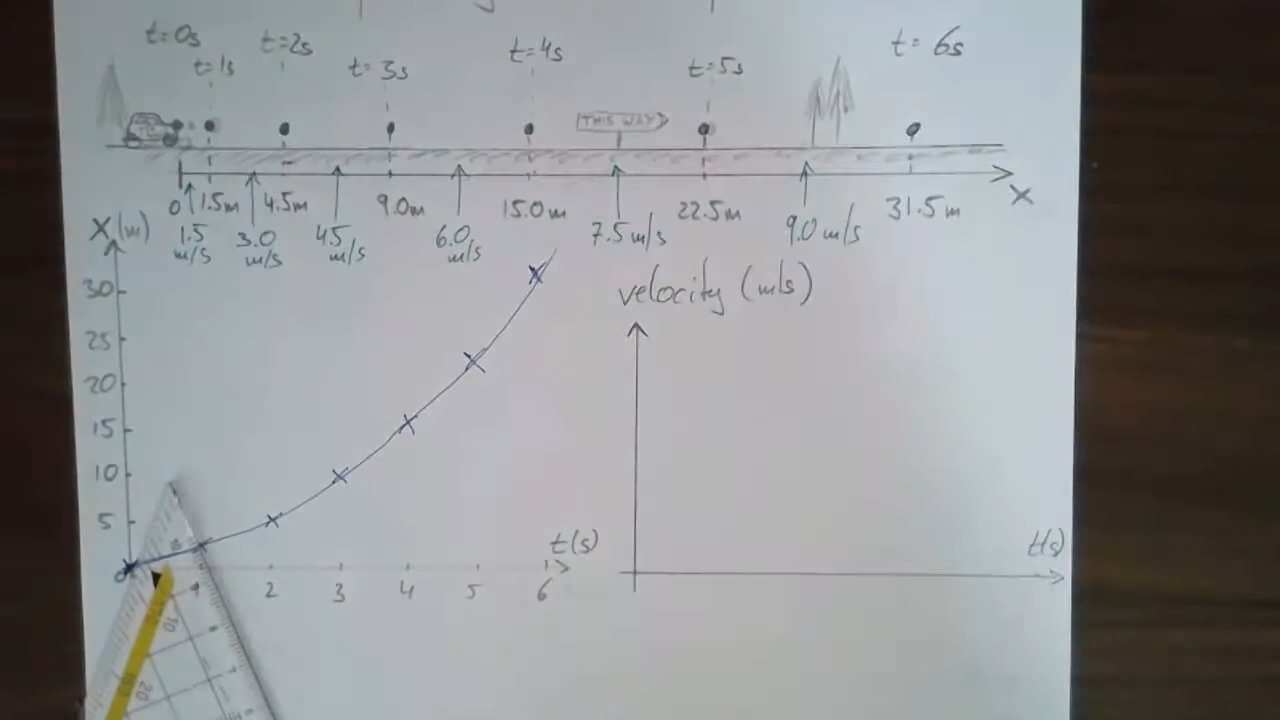 t=0s
t=1s
t=2s
t=3s
t=4s
t=5s
t=6s
THIS WAY
0 1.5m 4.5m 9.0m 15.0m 22.5m 31.5m x
1.5 m/s
3.0 m/s
4.5 m/s
6.0 m/s
7.5 m/s
9.0 m/s
x (m)
30
25
20
15
10
5
0
1 2 3 4 5 6
t(s)
velocity (m/s)
t(s)
10
20